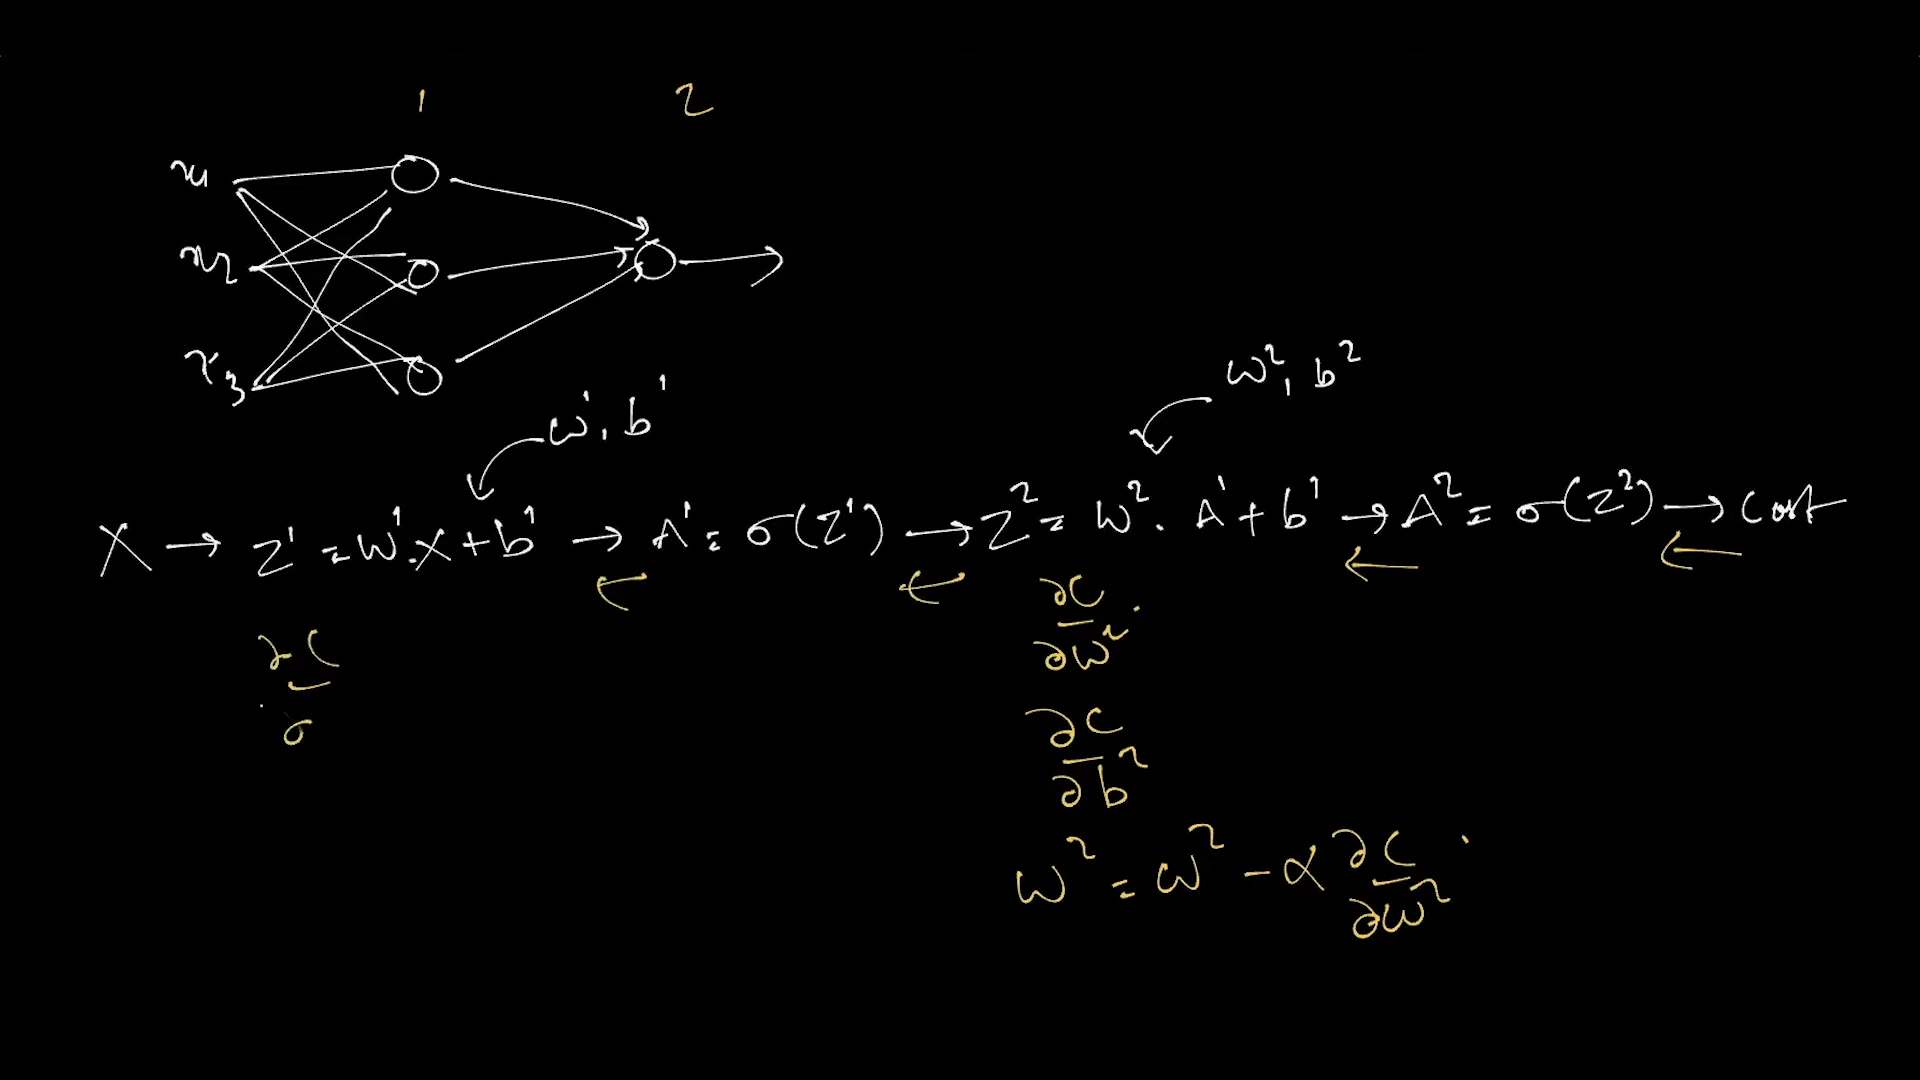 1 2
x1
x2
x3
w¹, b¹
w², b²
X → Z¹ = W¹.X + b¹ → A¹ = σ(Z¹) → Z² = W². A¹ + b¹ → A² = σ(Z²) → Cost
∂C/∂W²
∂C
∂C/∂b²
W² = W² - α ∂C/∂W²